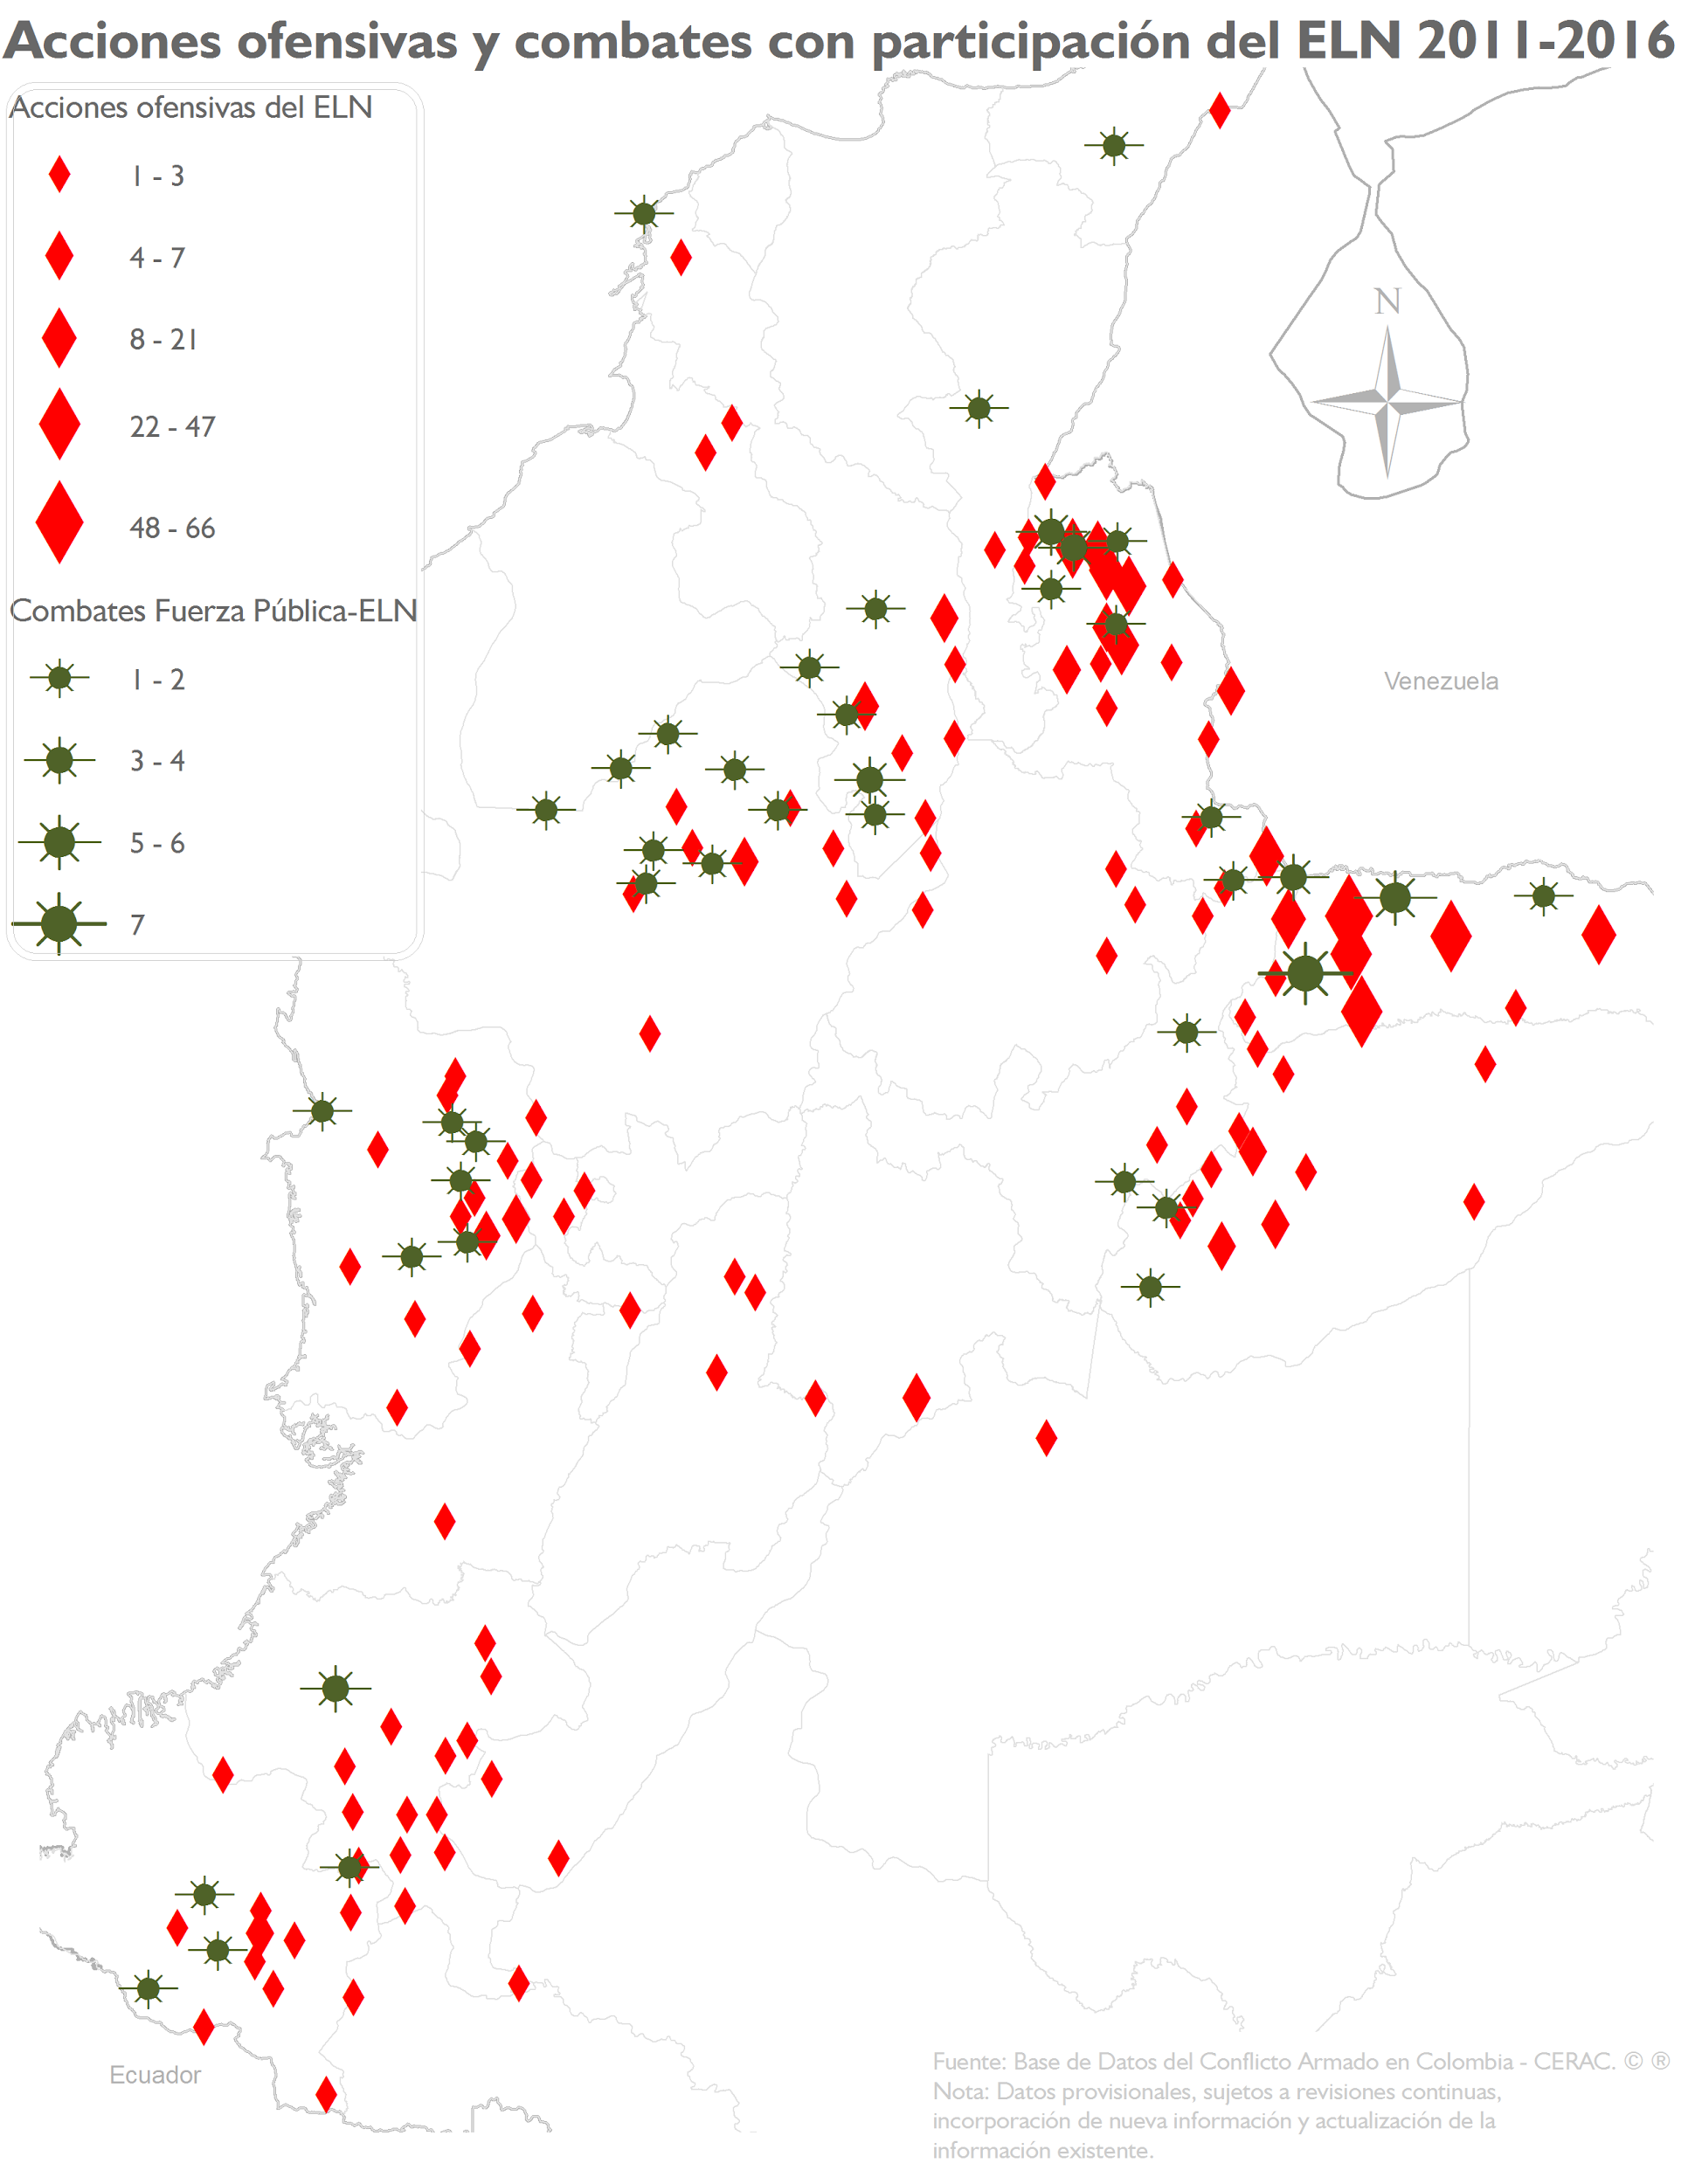 Acciones ofensivas y combates con participación del ELN 2011-2016
Acciones ofensivas del ELN
1 - 3
4 - 7
8 - 21
22 - 47
48 - 66
Combates Fuerza Pública-ELN
1 - 2
3 - 4
5 - 6
7
N
Venezuela
Ecuador
Fuente: Base de Datos del Conflicto Armado en Colombia - CERAC. © ®
Nota: Datos provisionales, sujetos a revisiones continuas,
incorporación de nueva información y actualización de la
información existente.